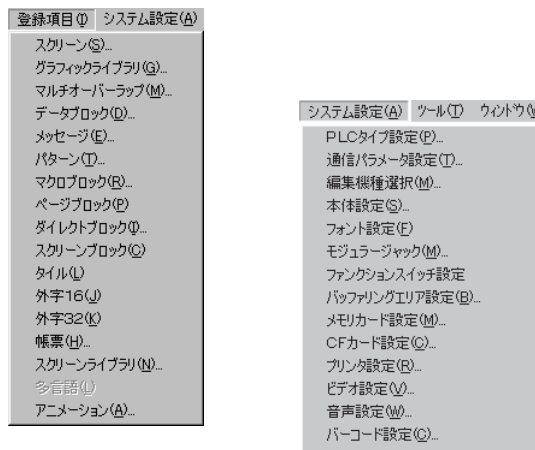 登録項目(I) システム設定(A)
スクリーン(S)...
グラフィックライブラリ(G)...
マルチオーバーラップ(M)...
データブロック(D)...
メッセージ(E)...
パターン(T)...
マクロブロック(R)...
ページブロック(P)
ダイレクトブロック(I)...
スクリーンブロック(C)
タイル(L)
外字16(J)
外字32(K)
帳票(H)...
スクリーンライブラリ(N)...
多言語(L)
アニメーション(A)...
システム設定(A) ツール(T) ウィンドウ(
PLCタイプ設定(P)...
通信パラメータ設定(T)...
編集機種選択(M)...
本体設定(S)...
フォント設定(F)
モジュラージャック(M)...
ファンクションスイッチ設定
バッファリングエリア設定(B)...
メモリカード設定(M)...
CFカード設定(C)...
プリンタ設定(R)...
ビデオ設定(V)...
音声設定(W)...
バーコード設定(C)...